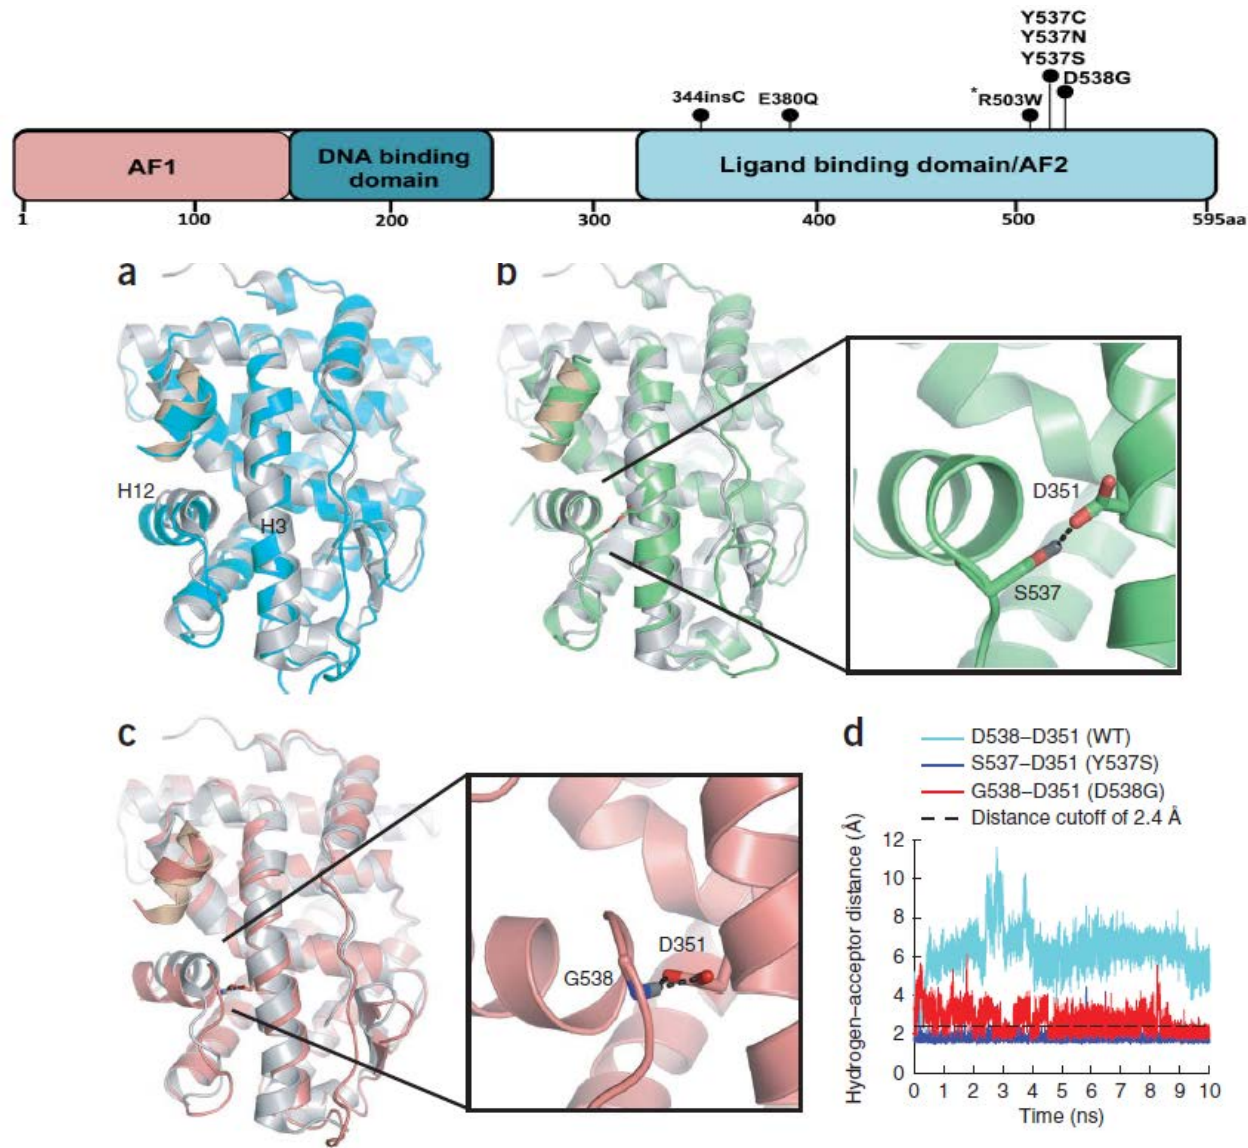 Y537C
Y537N
Y537S
D538G
344insC
E380Q
*R503W
AF1
DNA binding
domain
Ligand binding domain/AF2
1
100
200
300
400
500
595aa
a
H12
H3
b
D351
S537
c
D351
G538
d
D538–D351 (WT)
S537–D351 (Y537S)
G538–D351 (D538G)
Distance cutoff of 2.4 Å
Hydrogen–acceptor distance (Å)
12
10
8
6
4
2
0
0 1 2 3 4 5 6 7 8 9 10
Time (ns)